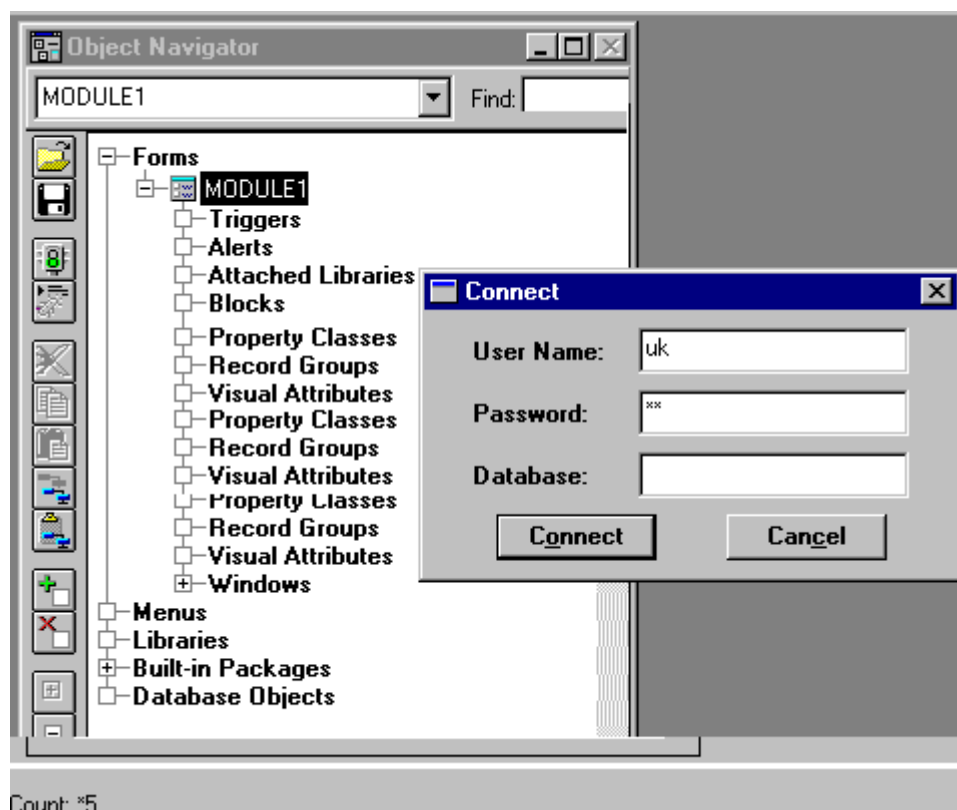 Object Navigator
MODULE1
Find:
Forms
MODULE1
Triggers
Alerts
Attached Libraries
Blocks
Property Classes
Record Groups
Visual Attributes
Property Classes
Record Groups
Visual Attributes
Property Classes
Record Groups
Visual Attributes
Windows
Menus
Libraries
Built-in Packages
Database Objects
Connect
User Name: uk
Password: **
Database:
Connect Cancel
Count: *5